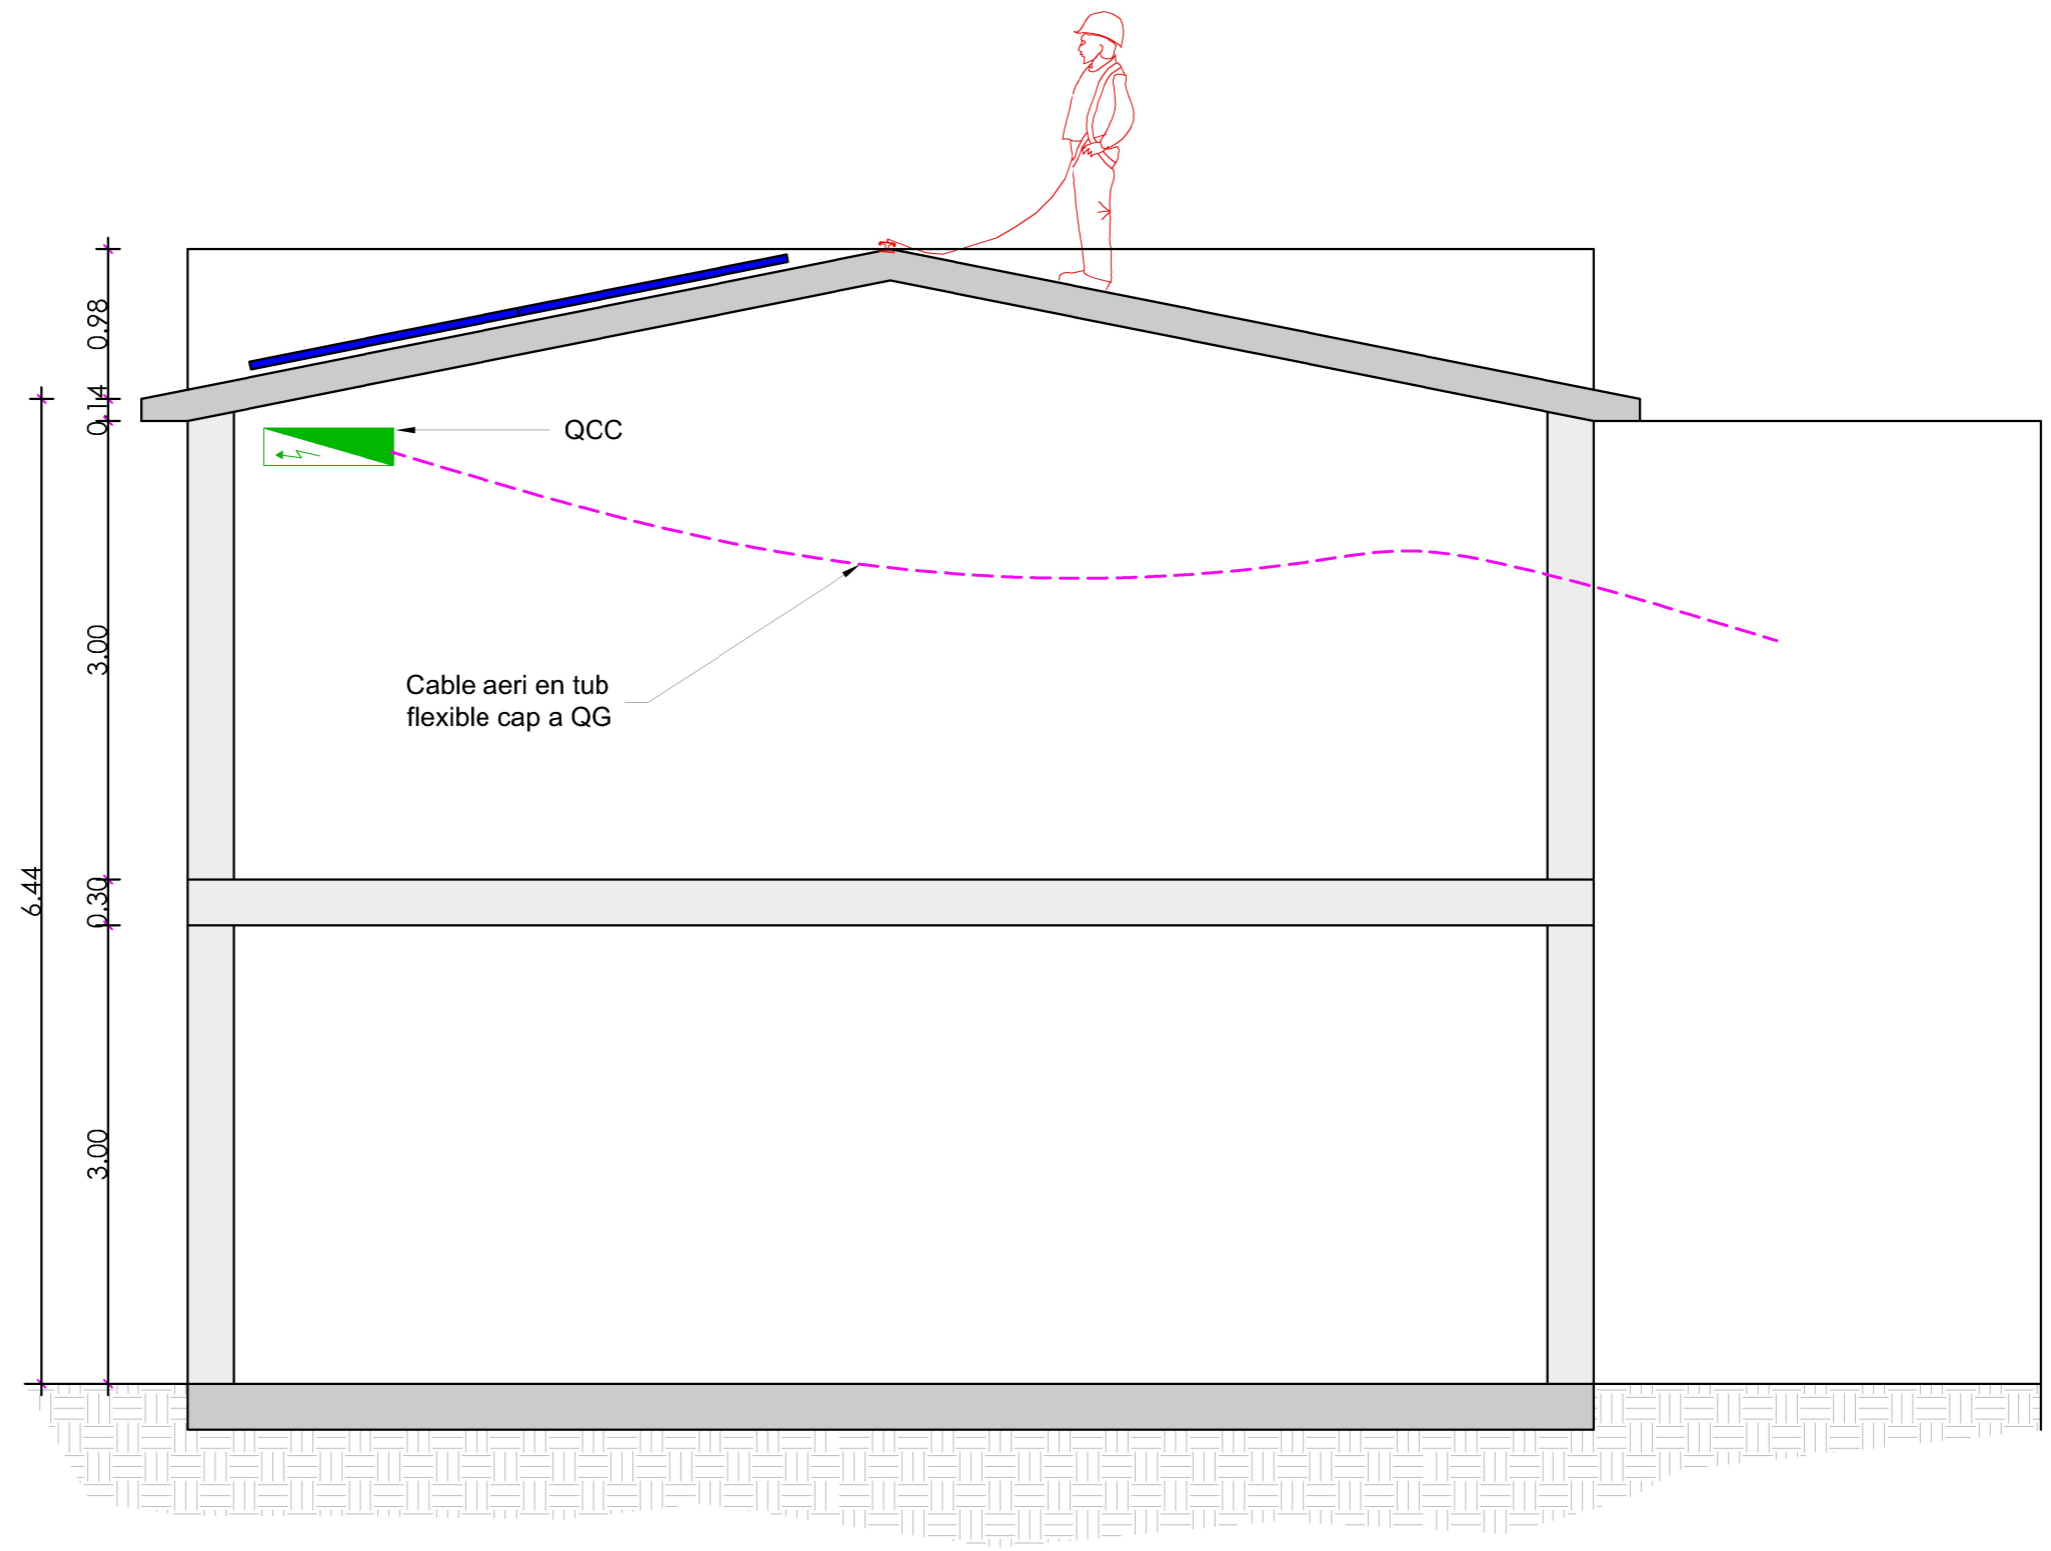 0.98
0.14
QCC
3.00
Cable aeri en tub
flexible cap a QG
6.44
0.30
3.00